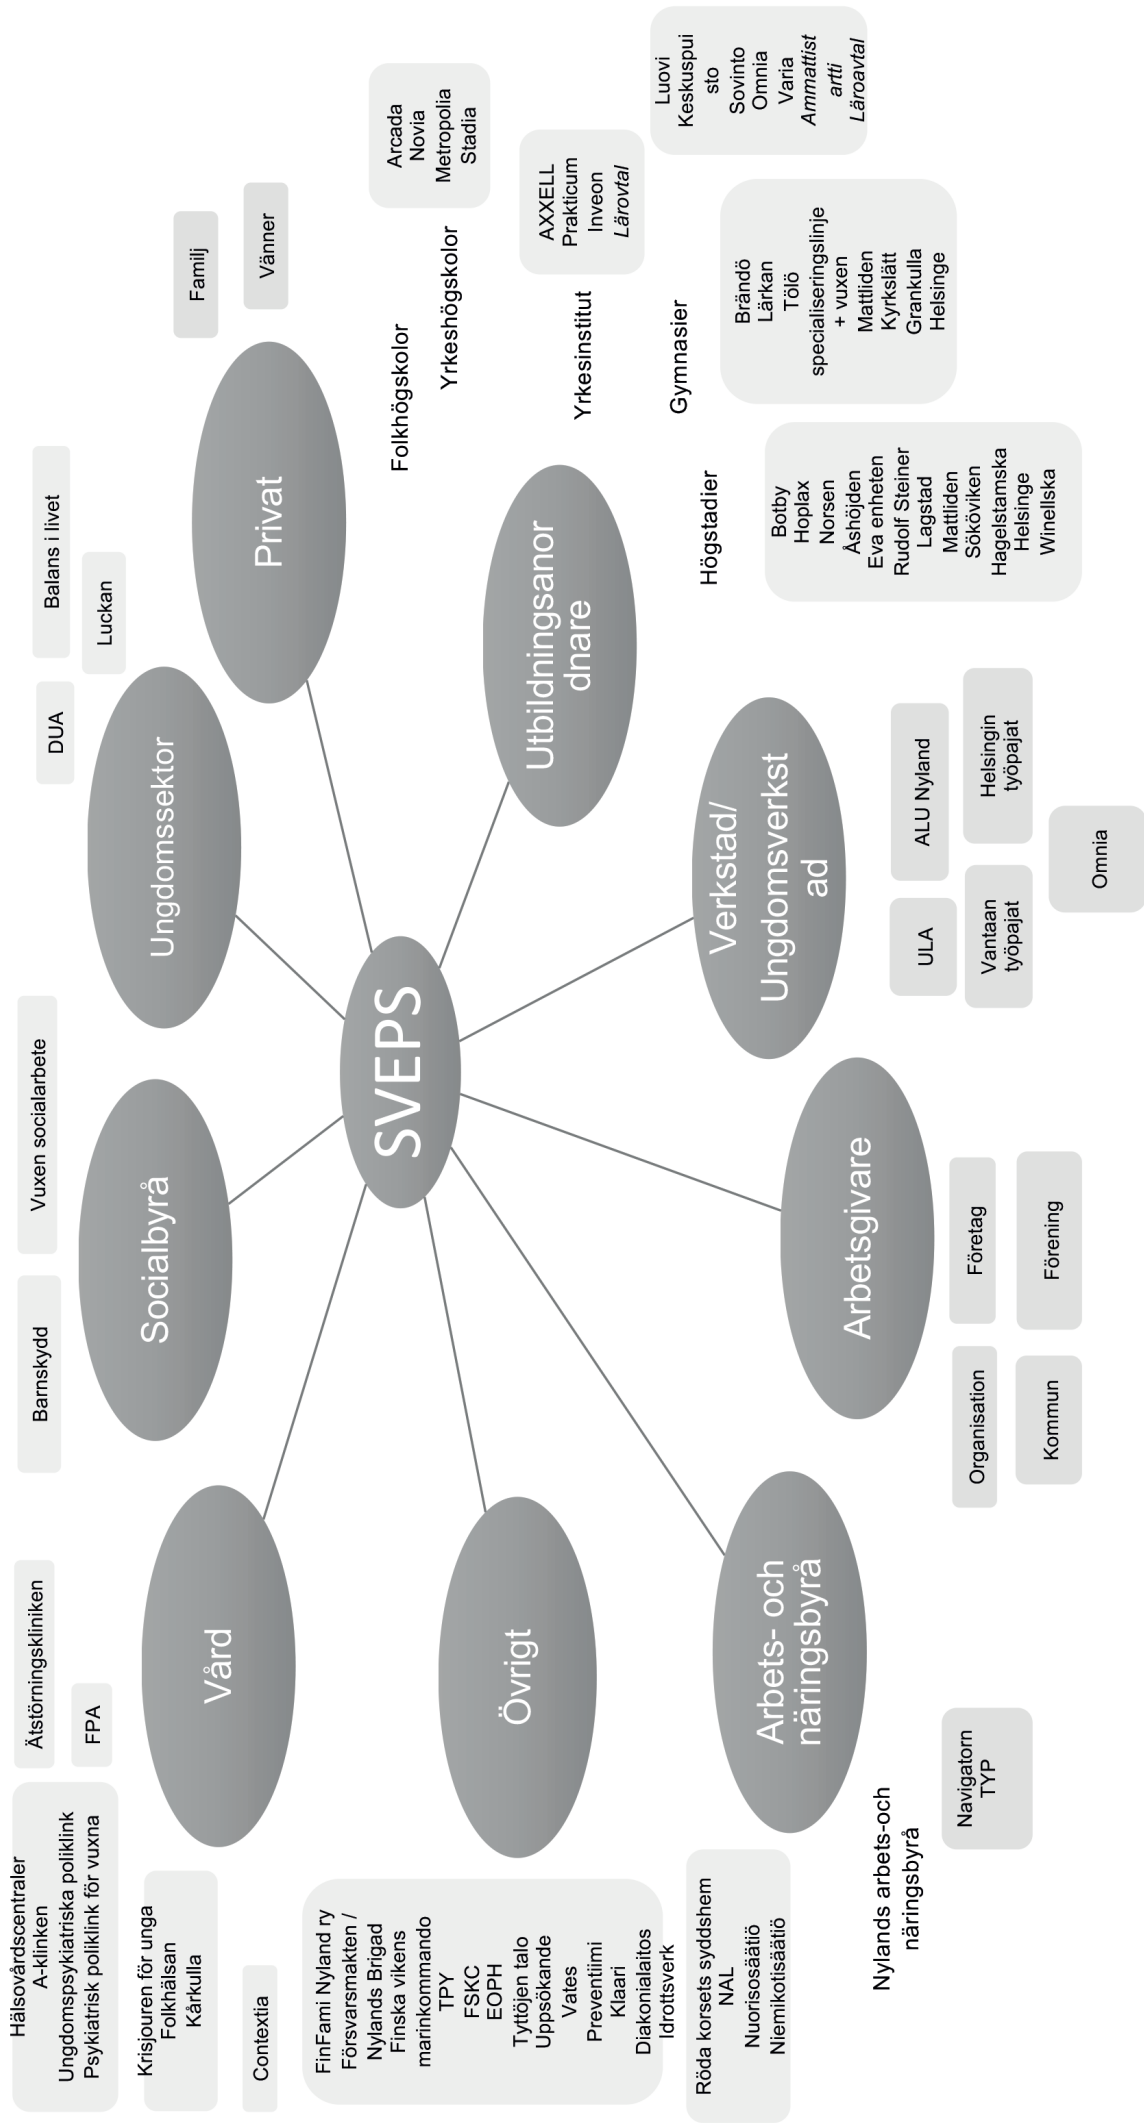 Hälsovårdscentraler
A-klinken
Ungdomspsykiatriska poliklink
Psykiatrisk poliklink för vuxna
Ätstörningskliniken
FPA
Krisjouren för unga
Folkhälsan
Kårkulla
Contextia
Vård
Barnskydd
Vuxen socialarbete
Socialbyrå
DUA
Balans i livet
Luckan
Ungdomssektor
Familj
Vänner
Privat
SVEPS
FinFami Nyland ry
Försvarsmakten /
Nylands Brigad
Finska vikens
marinkommando
TPY
FSKC
EOPH
Tyttöjen talo
Uppsökande
Vates
Preventiimi
Klaari
Diakonialaitos
Idrottsverk
Övrigt
Röda korsets syddshem
NAL
Nuorisosäätiö
Niemikotisäätiö
Arbets- och
näringsbyrå
Nylands arbets-och
näringsbyrå
Navigatorn
TYP
Arbetsgivare
Organisation
Företag
Kommun
Förening
Verkstad/
Ungdomsverkst
ad
ULA
ALU Nyland
Vantaan
työpajat
Helsingin
työpajat
Omnia
Utbildningsanor
dnare
Folkhögskolor
Yrkeshögskolor
Arcada
Novia
Metropolia
Stadia
Yrkesinstitut
AXXELL
Prakticum
Inveon
Lärovtal
Luovi
Keskuspui
sto
Sovinto
Omnia
Varia
Ammattist
artti
Läroavtal
Gymnasier
Brändö
Lärkan
Tölö
specialiseringslinje
+ vuxen
Mattliden
Kyrkslätt
Grankulla
Helsinge
Högstadier
Botby
Hoplax
Norsen
Åshöjden
Eva enheten
Rudolf Steiner
Lagstad
Mattliden
Sökö­viken
Hagelstamska
Helsinge
Winellska